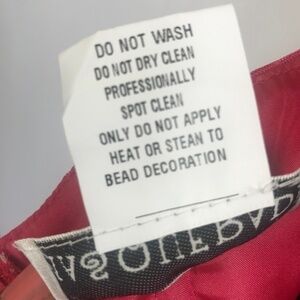 DO NOT WASH
DO NOT DRY CLEAN
PROFESSIONALLY
SPOT CLEAN
ONLY DO NOT APPLY
HEAT OR STEAN TO
BEAD DECORATION